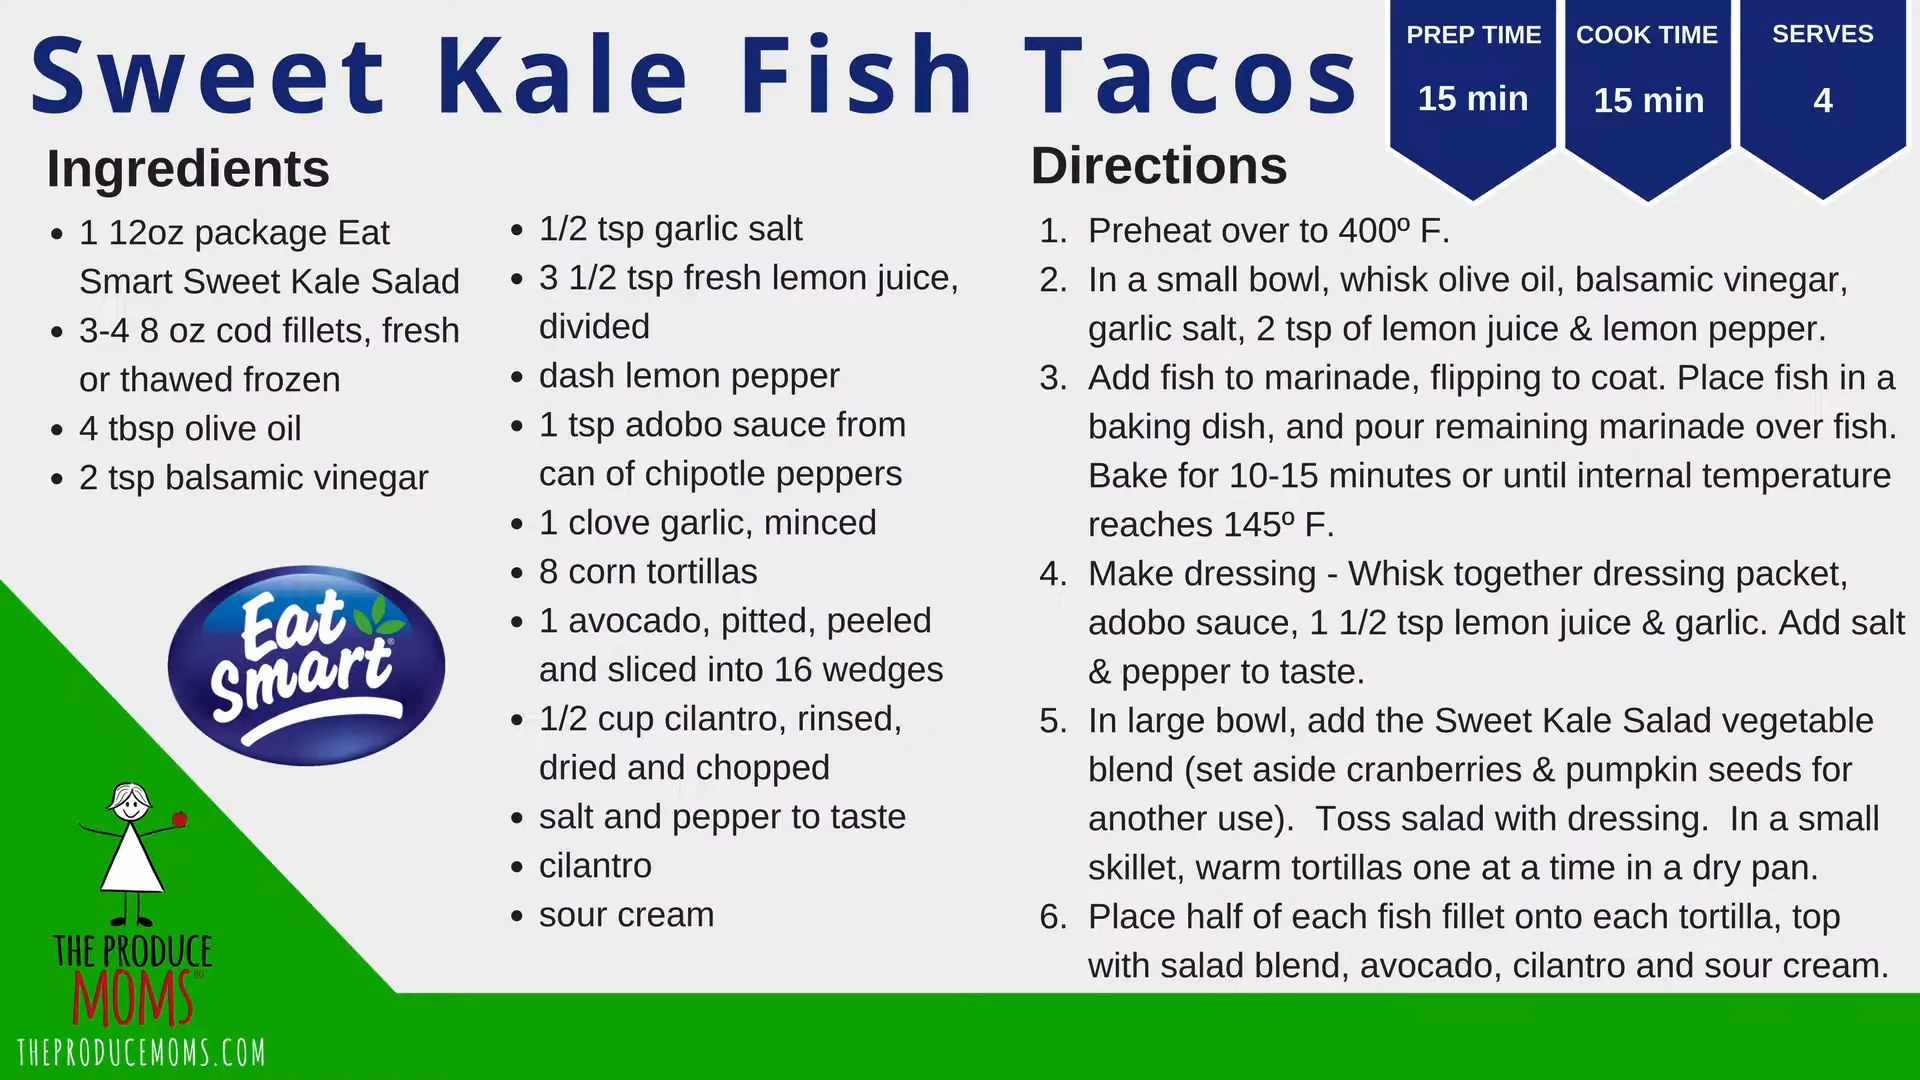 Sweet Kale Fish Tacos
PREP TIME
15 min
COOK TIME
15 min
SERVES
4
Ingredients
• 1 12oz package Eat
Smart Sweet Kale Salad
• 3-4 8 oz cod fillets, fresh
or thawed frozen
• 4 tbsp olive oil
• 2 tsp balsamic vinegar
• 1/2 tsp garlic salt
• 3 1/2 tsp fresh lemon juice,
divided
• dash lemon pepper
• 1 tsp adobo sauce from
can of chipotle peppers
• 1 clove garlic, minced
• 8 corn tortillas
• 1 avocado, pitted, peeled
and sliced into 16 wedges
• 1/2 cup cilantro, rinsed,
dried and chopped
• salt and pepper to taste
• cilantro
• sour cream
Directions
1. Preheat over to 400º F.
2. In a small bowl, whisk olive oil, balsamic vinegar,
garlic salt, 2 tsp of lemon juice & lemon pepper.
3. Add fish to marinade, flipping to coat. Place fish in a
baking dish, and pour remaining marinade over fish.
Bake for 10-15 minutes or until internal temperature
reaches 145º F.
4. Make dressing - Whisk together dressing packet,
adobo sauce, 1 1/2 tsp lemon juice & garlic. Add salt
& pepper to taste.
5. In large bowl, add the Sweet Kale Salad vegetable
blend (set aside cranberries & pumpkin seeds for
another use).  Toss salad with dressing.  In a small
skillet, warm tortillas one at a time in a dry pan.
6. Place half of each fish fillet onto each tortilla, top
with salad blend, avocado, cilantro and sour cream.
Eat
Smart®
THE PRODUCE
MOMS®
THEPRODUCEMOMS.COM